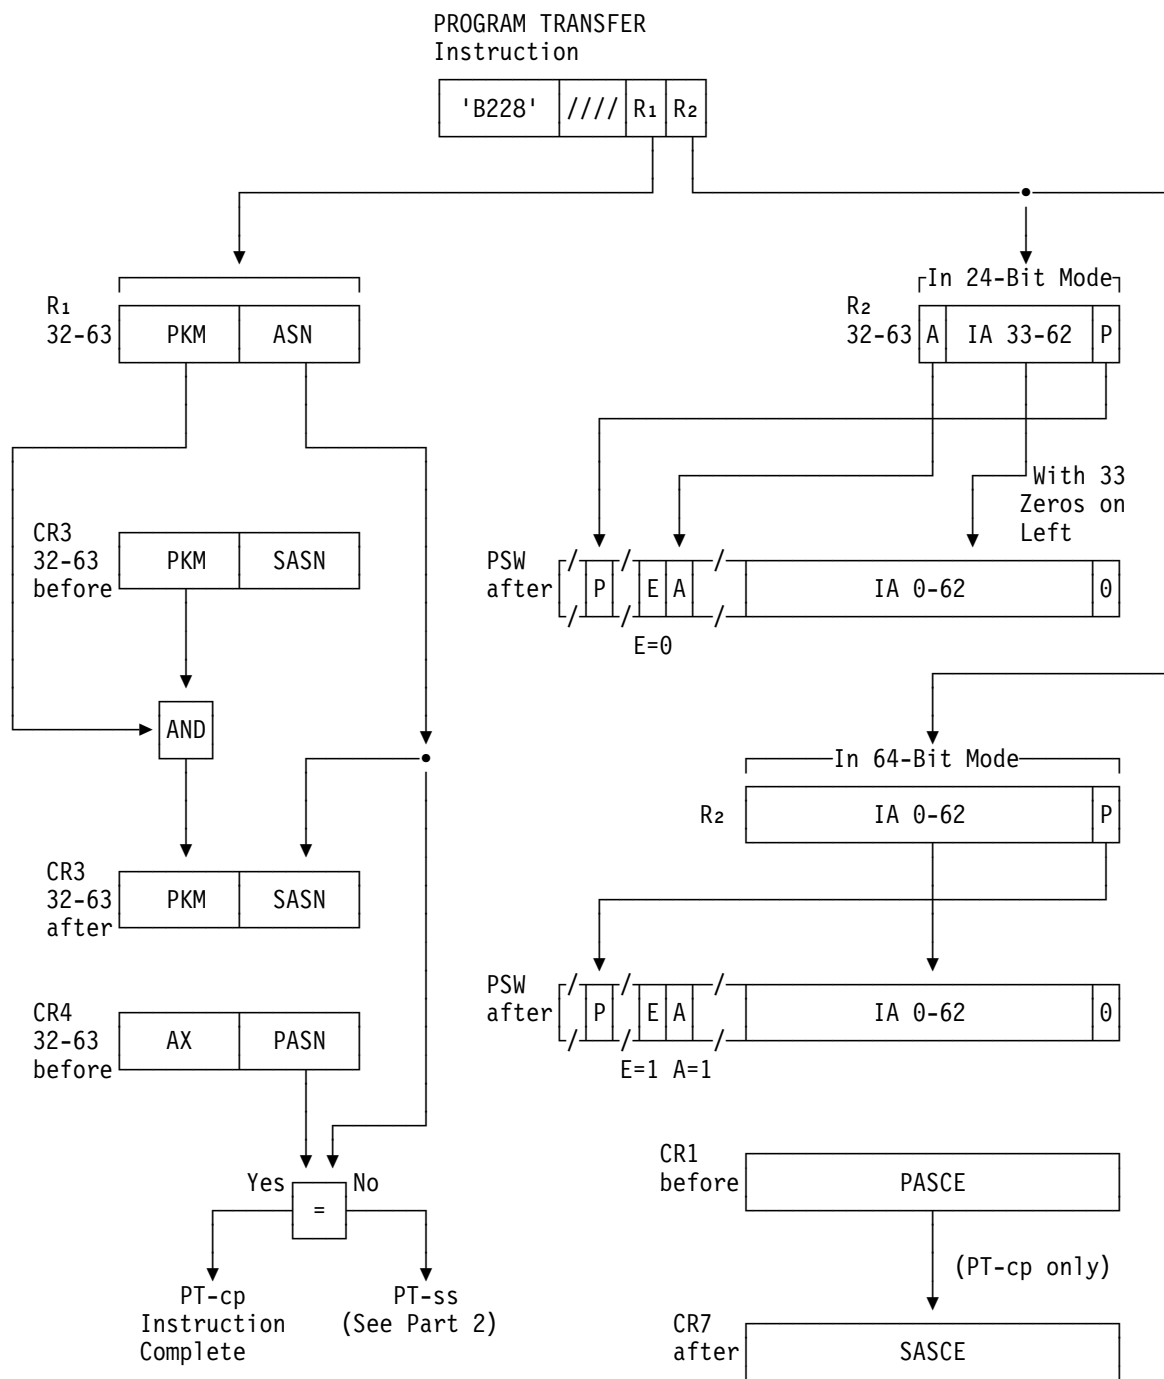 PROGRAM TRANSFER
Instruction
'B228' //// R1 R2
In 24-Bit Mode
R1
32-63
PKM ASN
R2
32-63
A IA 33-62 P
With 33
Zeros on
Left
CR3
32-63
before
PKM SASN
PSW
after
P E A IA 0-62 0
E=0
AND
In 64-Bit Mode
R2
IA 0-62 P
CR3
32-63
after
PKM SASN
PSW
after
P E A IA 0-62 0
E=1 A=1
CR4
32-63
before
AX PASN
CR1
before
PASCE
Yes = No
(PT-cp only)
PT-cp
Instruction
Complete
PT-ss
(See Part 2)
CR7
after
SASCE